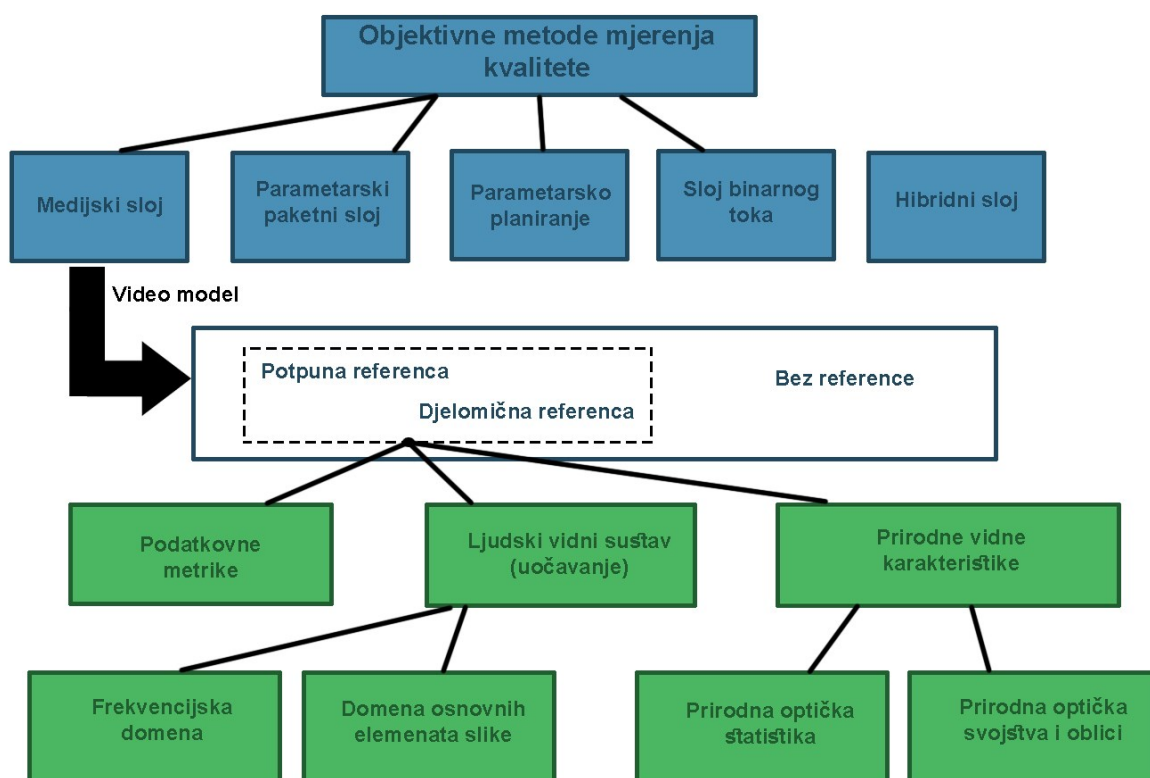 Objektivne metode mjerenja
kvalitete
Medijski sloj
Parametarski
paketni sloj
Parametarsko
planiranje
Sloj binarnog
toka
Hibridni sloj
Video model
Potpuna referenca
Djelomična referenca
Bez reference
Podatkovne
metrike
Ljudski vidni sustav
(uočavanje)
Prirodne vidne
karakteristike
Frekvencijska
domena
Domena osnovnih
elemenata slike
Prirodna optička
statistika
Prirodna optička
svojstva i oblici